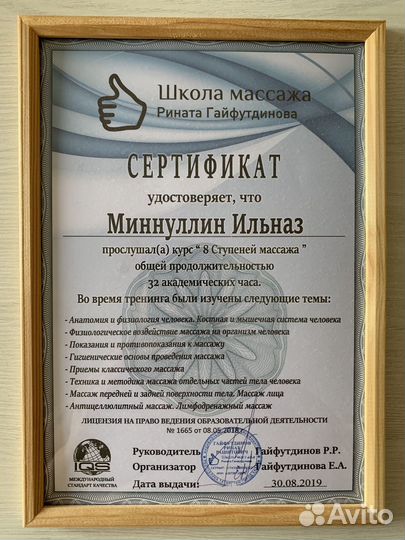 Школа массажа
Рината Гайфутдинова
СЕРТИФИКАТ
удостоверяет, что
Миннуллин Ильназ
прослушал(а) курс “ 8 Ступеней массажа ”
общей продолжительностью
32 академических часа.
Во время тренинга были изучены следующие темы:
- Анатомия и физиология человека. Костная и мышечная система человека
- Физиологическое воздействие массажа на организм человека
- Показания и противопоказания к массажу
- Гигиенические основы проведения массажа
- Приемы классического массажа
- Техника и методика массажа отдельных частей тела человека
- Массаж передней и задней поверхности тела. Массаж лица
- Антицеллюлитный массаж. Лимфодренажный массаж
ЛИЦЕНЗИЯ НА ПРАВО ВЕДЕНИЯ ОБРАЗОВАТЕЛЬНОЙ ДЕЯТЕЛЬНОСТИ
№ 1665 от 08.05.2018 г.
Руководитель Гайфутдинов Р.Р.
Организатор Гайфутдинова Е.А.
Дата выдачи: 30.08.2019
IQS
МЕЖДУНАРОДНЫЙ
СТАНДАРТ КАЧЕСТВА
ГАЙФУТДИНОВ
РИНАТ
Avito